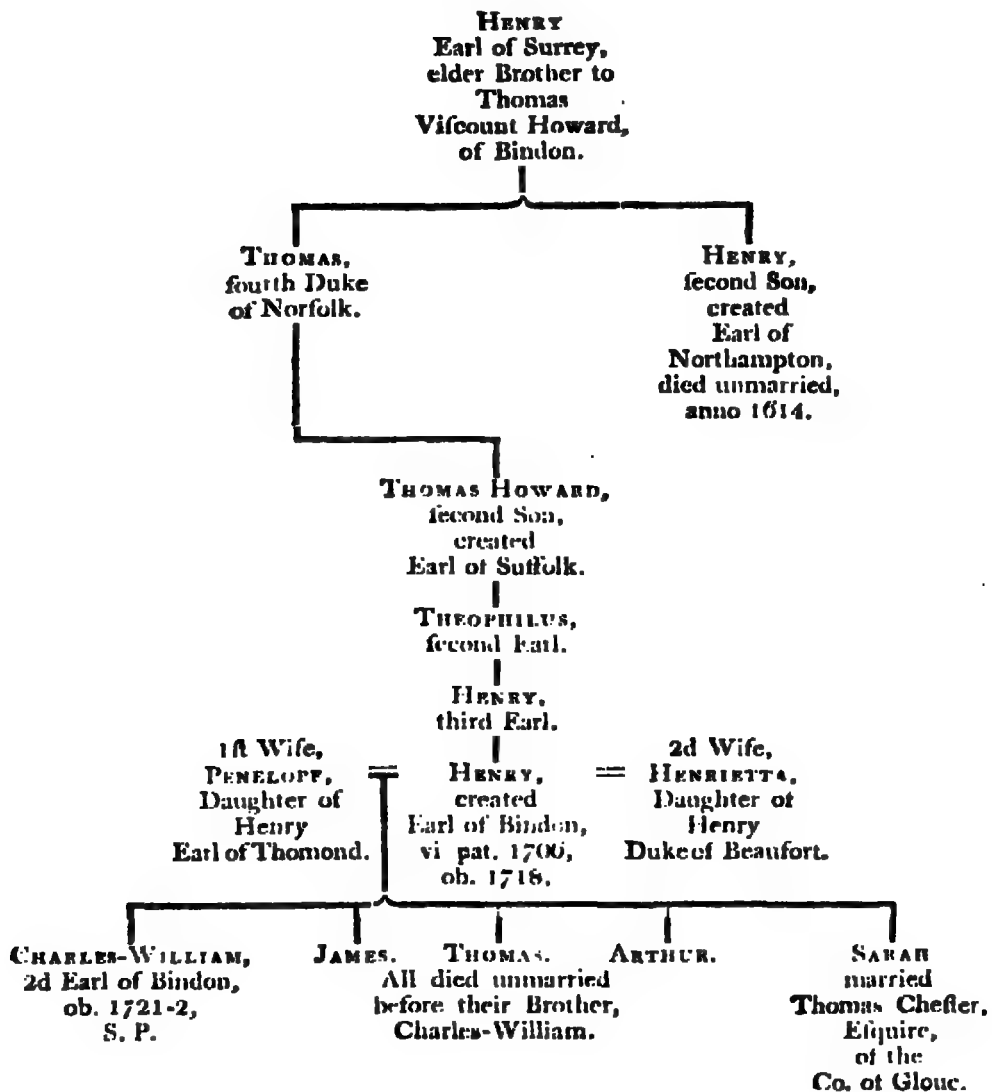 HENRY
Earl of Surrey,
elder Brother to
Thomas
Viſcount Howard,
of Bindon.
THOMAS,
fourth Duke
of Norfolk.
HENRY,
ſecond Son,
created
Earl of
Northampton,
died unmarried,
anno 1614.
THOMAS HOWARD,
ſecond Son,
created
Earl of Suffolk.
THEOPHILUS,
ſecond Earl.
HENRY,
third Earl.
1ſt Wife,
PENELOPE,
Daughter of
Henry
Earl of Thomond.
HENRY,
created
Earl of Bindon,
vi pat. 1706,
ob. 1718.
2d Wife,
HENRIETTA,
Daughter of
Henry
Duke of Beaufort.
CHARLES-WILLIAM,
2d Earl of Bindon,
ob. 1721-2,
S. P.
JAMES.
THOMAS.
ARTHUR.
All died unmarried
before their Brother,
Charles-William.
SARAH
married
Thomas Cheſter,
Eſquire,
of the
Co. of Glouc.